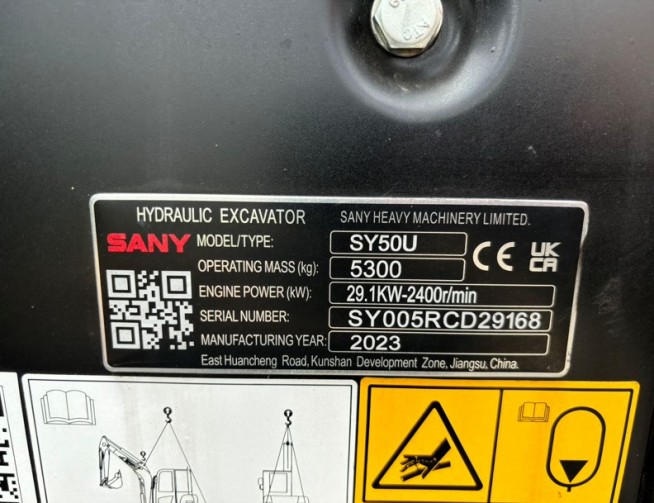 HYDRAULIC EXCAVATOR SANY HEAVY MACHINERY LIMITED.
SANY MODEL/TYPE: SY50U CE UK CA
OPERATING MASS (kg): 5300
ENGINE POWER (kW): 29.1KW-2400r/min
SERIAL NUMBER: SY005RCD29168
MANUFACTURING YEAR: 2023
East Huancheng Road, Kunshan Development Zone, Jiangsu, China.